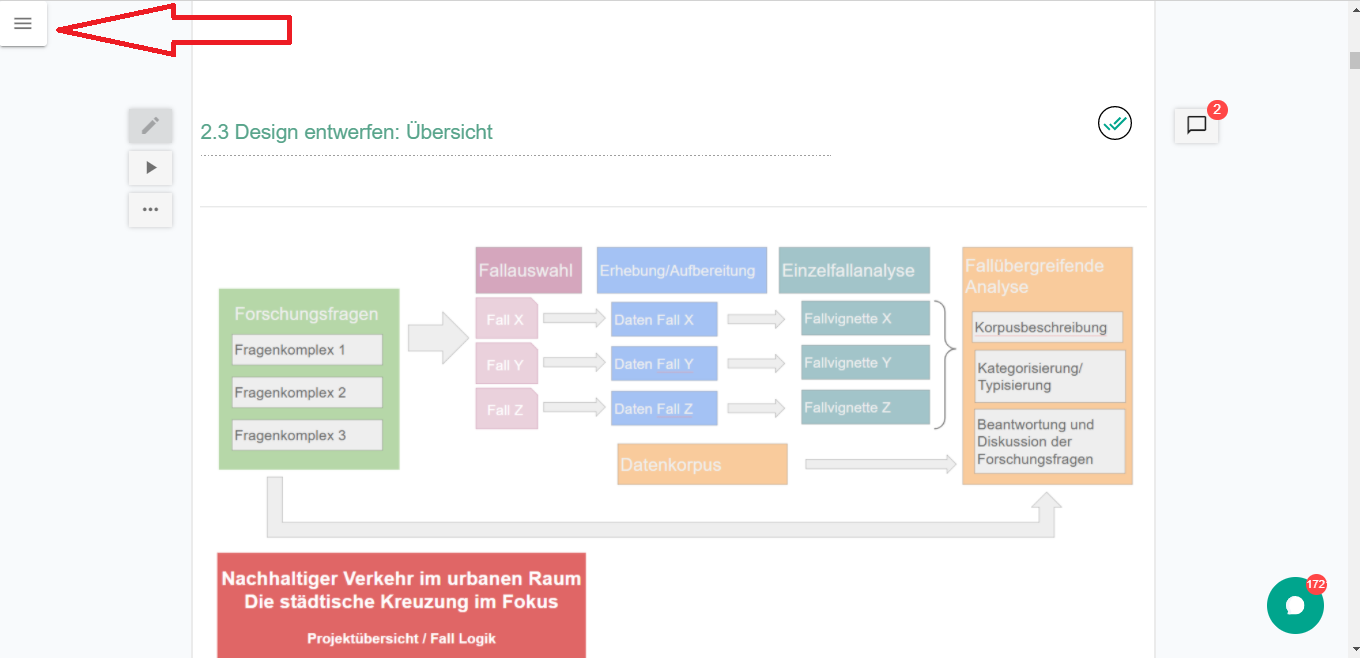 2.3 Design entwerfen: Übersicht
2
Forschungsfragen
Fragenkomplex 1
Fragenkomplex 2
Fragenkomplex 3
Fallauswahl
Fall X
Fall Y
Fall Z
Erhebung/Aufbereitung
Daten Fall X
Daten Fall Y
Daten Fall Z
Datenkorpus
Einzelfallanalyse
Fallvignette X
Fallvignette Y
Fallvignette Z
Fallübergreifende
Analyse
Korpusbeschreibung
Kategorisierung/
Typisierung
Beantwortung und
Diskussion der
Forschungsfragen
Nachhaltiger Verkehr im urbanen Raum
Die städtische Kreuzung im Fokus
Projektübersicht / Fall Logik
172